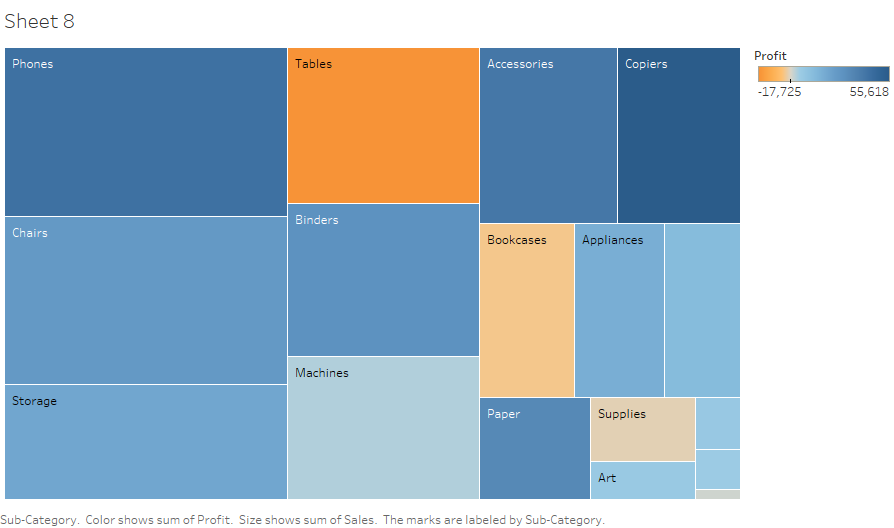 Sheet 8
Phones
Tables
Accessories
Copiers
Profit
-17,725
55,618
Binders
Chairs
Bookcases
Appliances
Machines
Storage
Paper
Supplies
Art
Sub-Category.  Color shows sum of Profit.  Size shows sum of Sales.  The marks are labeled by Sub-Category.